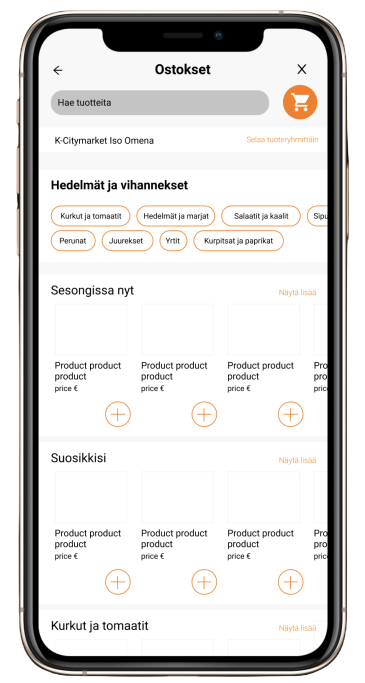 Ostokset
Hae tuotteita
K-Citymarket Iso Omena Selaa tuoteryhmittäin
Hedelmät ja vihannekset
Kurkut ja tomaatit Hedelmät ja marjat Salaatit ja kaalit Sipu
Perunat Juurekset Yrtit Kurpitsat ja paprikat
Sesongissa nyt Näytä lisää
Product product Product product Product product Pro
product product product pro
price € price € price € pric
Suosikkisi Näytä lisää
Product product Product product Product product Pro
product product product pro
price € price € price € pric
Kurkut ja tomaatit Näytä lisää